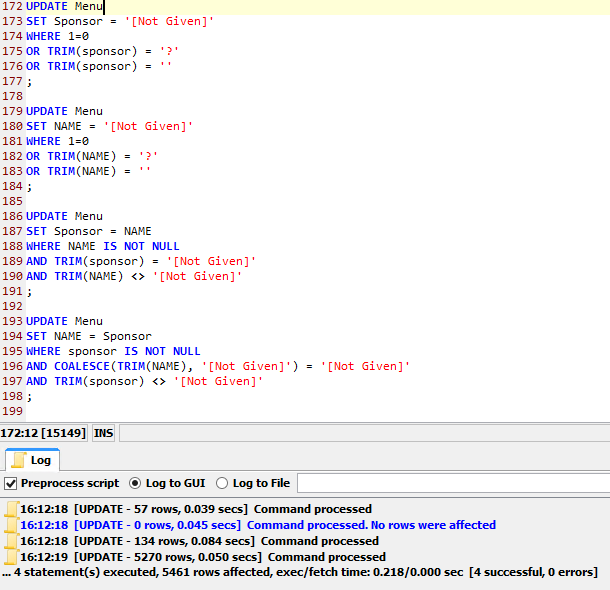 172 UPDATE Menu
173 SET Sponsor = '[Not Given]'
174 WHERE 1=0
175 OR TRIM(sponsor) = '?'
176 OR TRIM(sponsor) = ''
177 ;
178
179 UPDATE Menu
180 SET NAME = '[Not Given]'
181 WHERE 1=0
182 OR TRIM(NAME) = '?'
183 OR TRIM(NAME) = ''
184 ;
185
186 UPDATE Menu
187 SET Sponsor = NAME
188 WHERE NAME IS NOT NULL
189 AND TRIM(sponsor) = '[Not Given]'
190 AND TRIM(NAME) <> '[Not Given]'
191 ;
192
193 UPDATE Menu
194 SET NAME = Sponsor
195 WHERE sponsor IS NOT NULL
196 AND COALESCE(TRIM(NAME), '[Not Given]') = '[Not Given]'
197 AND TRIM(sponsor) <> '[Not Given]'
198 ;
199
172:12 [15149] INS
Log
Preprocess script Log to GUI Log to File
16:12:18 [UPDATE - 57 rows, 0.039 secs] Command processed
16:12:18 [UPDATE - 0 rows, 0.045 secs] Command processed. No rows were affected
16:12:18 [UPDATE - 134 rows, 0.084 secs] Command processed
16:12:19 [UPDATE - 5270 rows, 0.050 secs] Command processed
... 4 statement(s) executed, 5461 rows affected, exec/fetch time: 0.218/0.000 sec [4 successful, 0 errors]